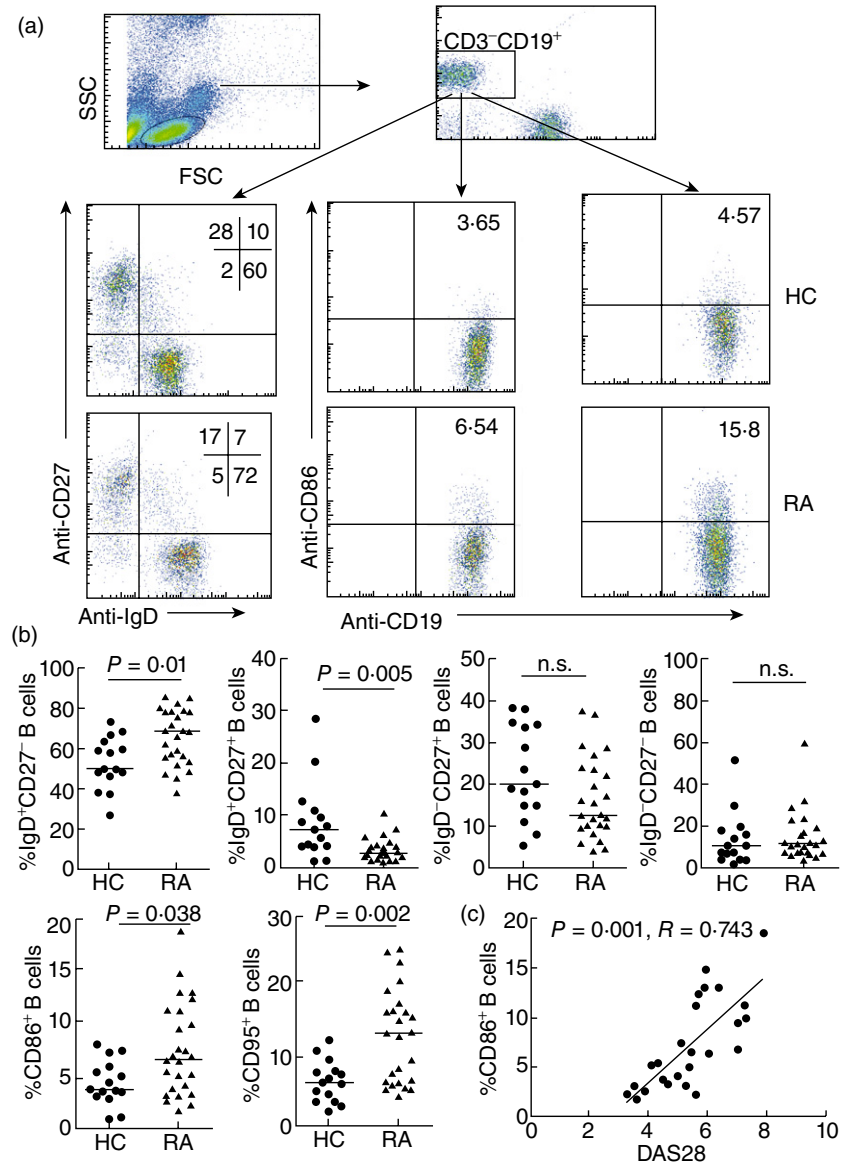 (a)
SSC
FSC
CD3⁻CD19⁺
28 10
2 60
3·65
4·57
HC
17 7
5 72
6·54
15·8
RA
Anti-CD27
Anti-CD86
Anti-IgD
Anti-CD19
(b)
%IgD⁺CD27⁻ B cells
100
80
60
40
20
0
P = 0·01
HC RA
%IgD⁺CD27⁺ B cells
40
30
20
10
0
P = 0·005
HC RA
%IgD⁻CD27⁺ B cells
50
40
30
20
10
0
n.s.
HC RA
%IgD⁻CD27⁻ B cells
100
80
60
40
20
0
n.s.
HC RA
%CD86⁺ B cells
20
15
10
5
0
P = 0·038
HC RA
%CD95⁺ B cells
30
20
10
0
P = 0·002
HC RA
(c)
%CD86⁺ B cells
20
15
10
5
0
P = 0·001, R = 0·743
0 2 4 6 8 10
DAS28